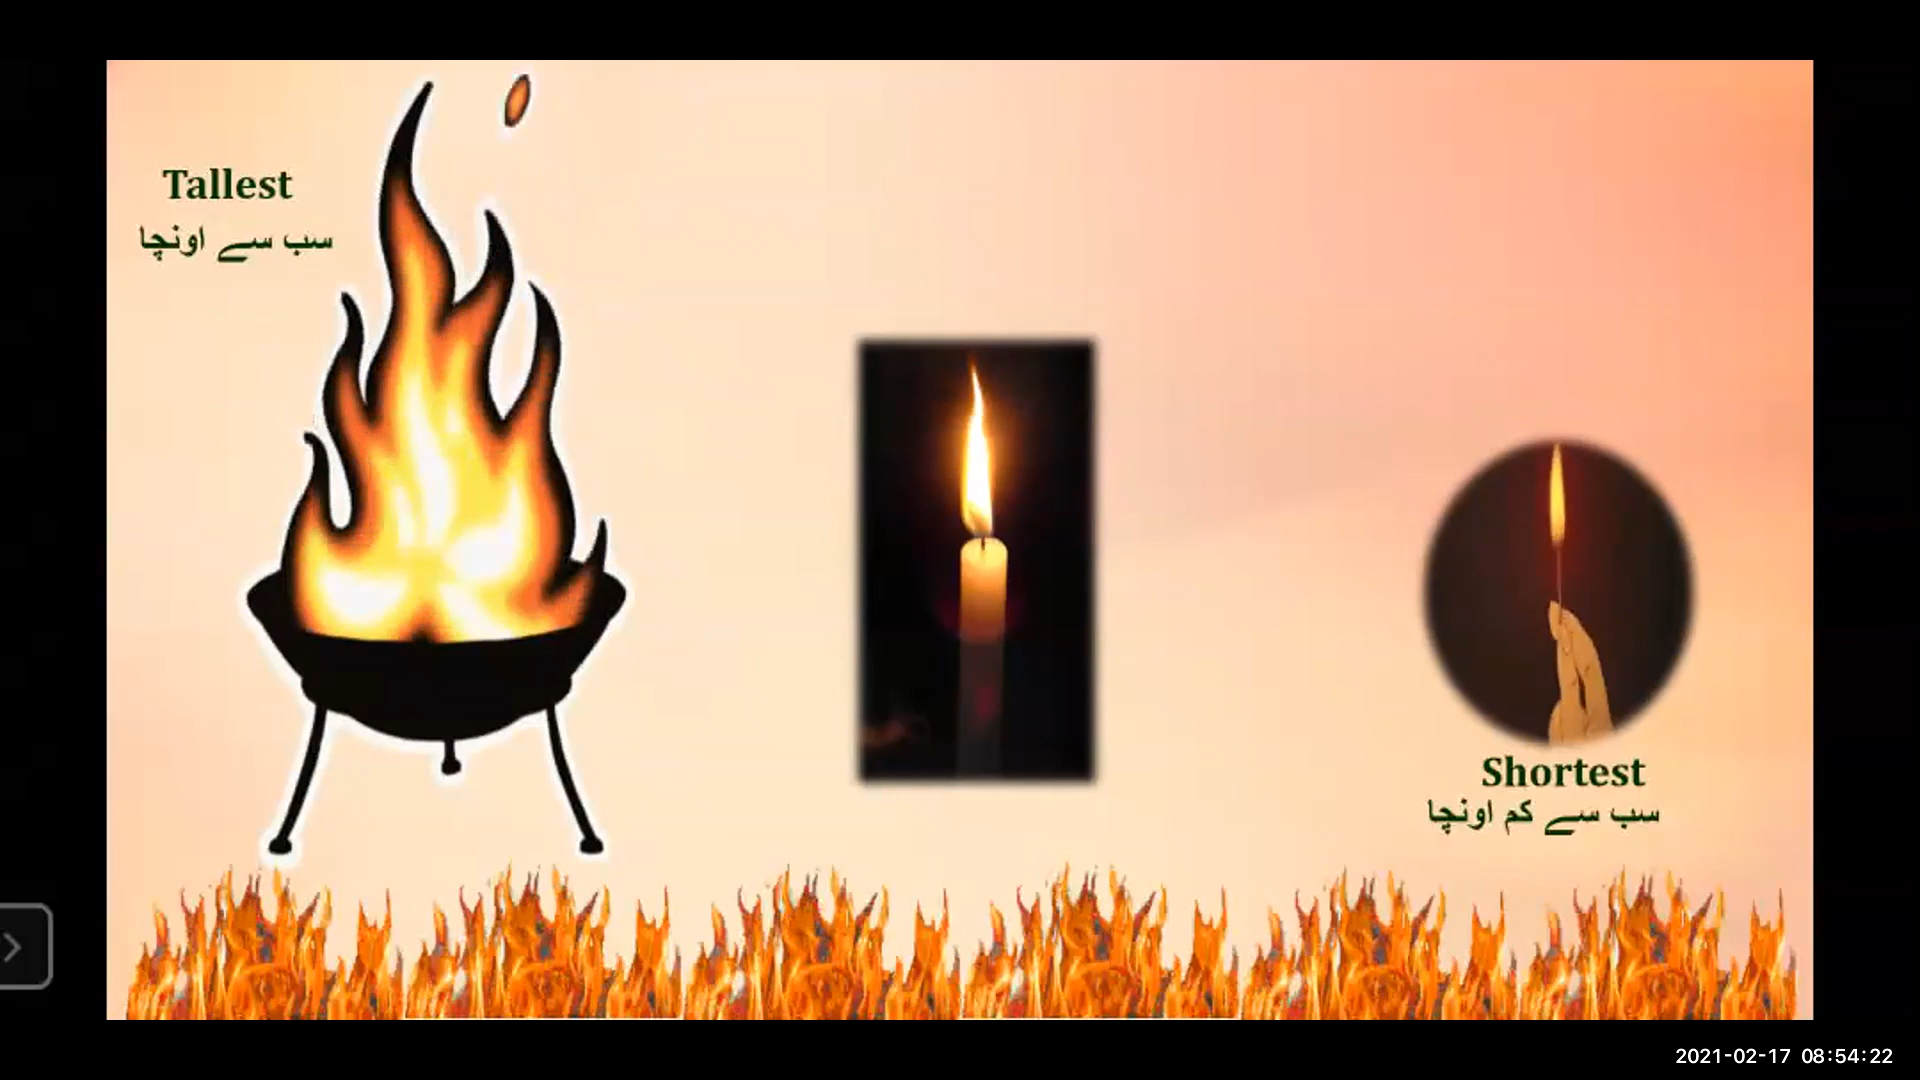 Tallest
سب سے اونچا
Shortest
سب سے کم اونچا
2021-02-17 08:54:22